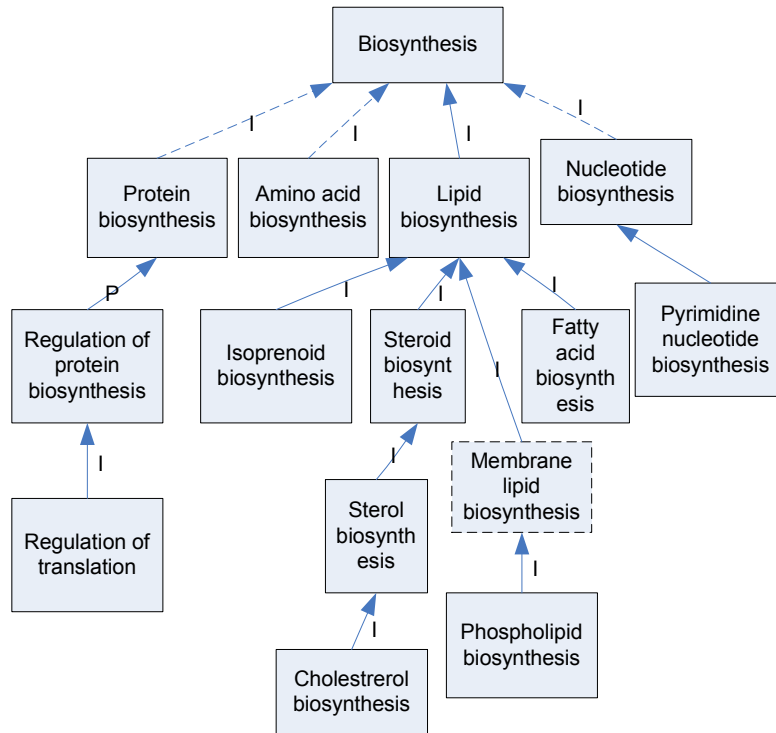 Biosynthesis
I
I
I
I
Protein
biosynthesis
Amino acid
biosynthesis
Lipid
biosynthesis
Nucleotide
biosynthesis
P
I
I
I
I
Regulation of
protein
biosynthesis
Isoprenoid
biosynthesis
Steroid
biosynt
hesis
Fatty
acid
biosynth
esis
Pyrimidine
nucleotide
biosynthesis
I
I
Membrane
lipid
biosynthesis
Regulation of
translation
Sterol
biosynth
esis
I
I
Phospholipid
biosynthesis
Cholestrerol
biosynthesis